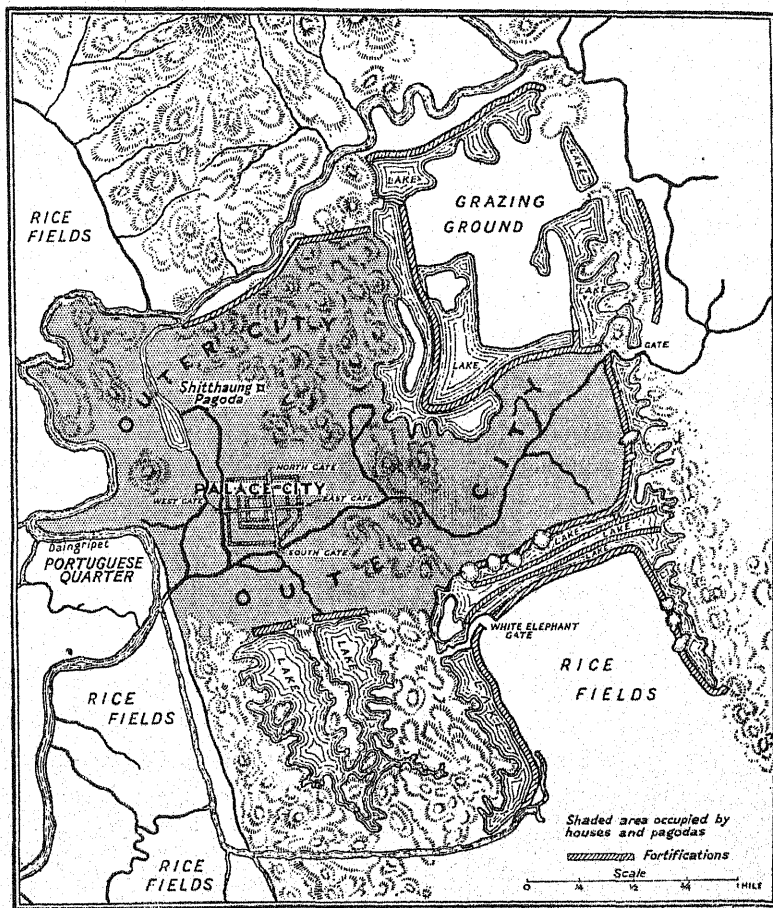 LAKE
LAKE
GRAZING
GROUND
RICE
FIELDS
LAKE
OUTER CITY
LAKE
GATE
Shitthaung
Pagoda
CITY
NORTH GATE
PALACE CITY
WEST GATE
EAST GATE
SOUTH GATE
Daingripet
PORTUGUESE
QUARTER
LAKE
LAKE
LAKE
OUTER
WHITE ELEPHANT
GATE
LAKE
LAKE
RICE
FIELDS
RICE
FIELDS
Shaded area occupied by
houses and pagodas
Fortifications
Scale
0 1/4 1/2 3/4 1 MILE
RICE
FIELDS